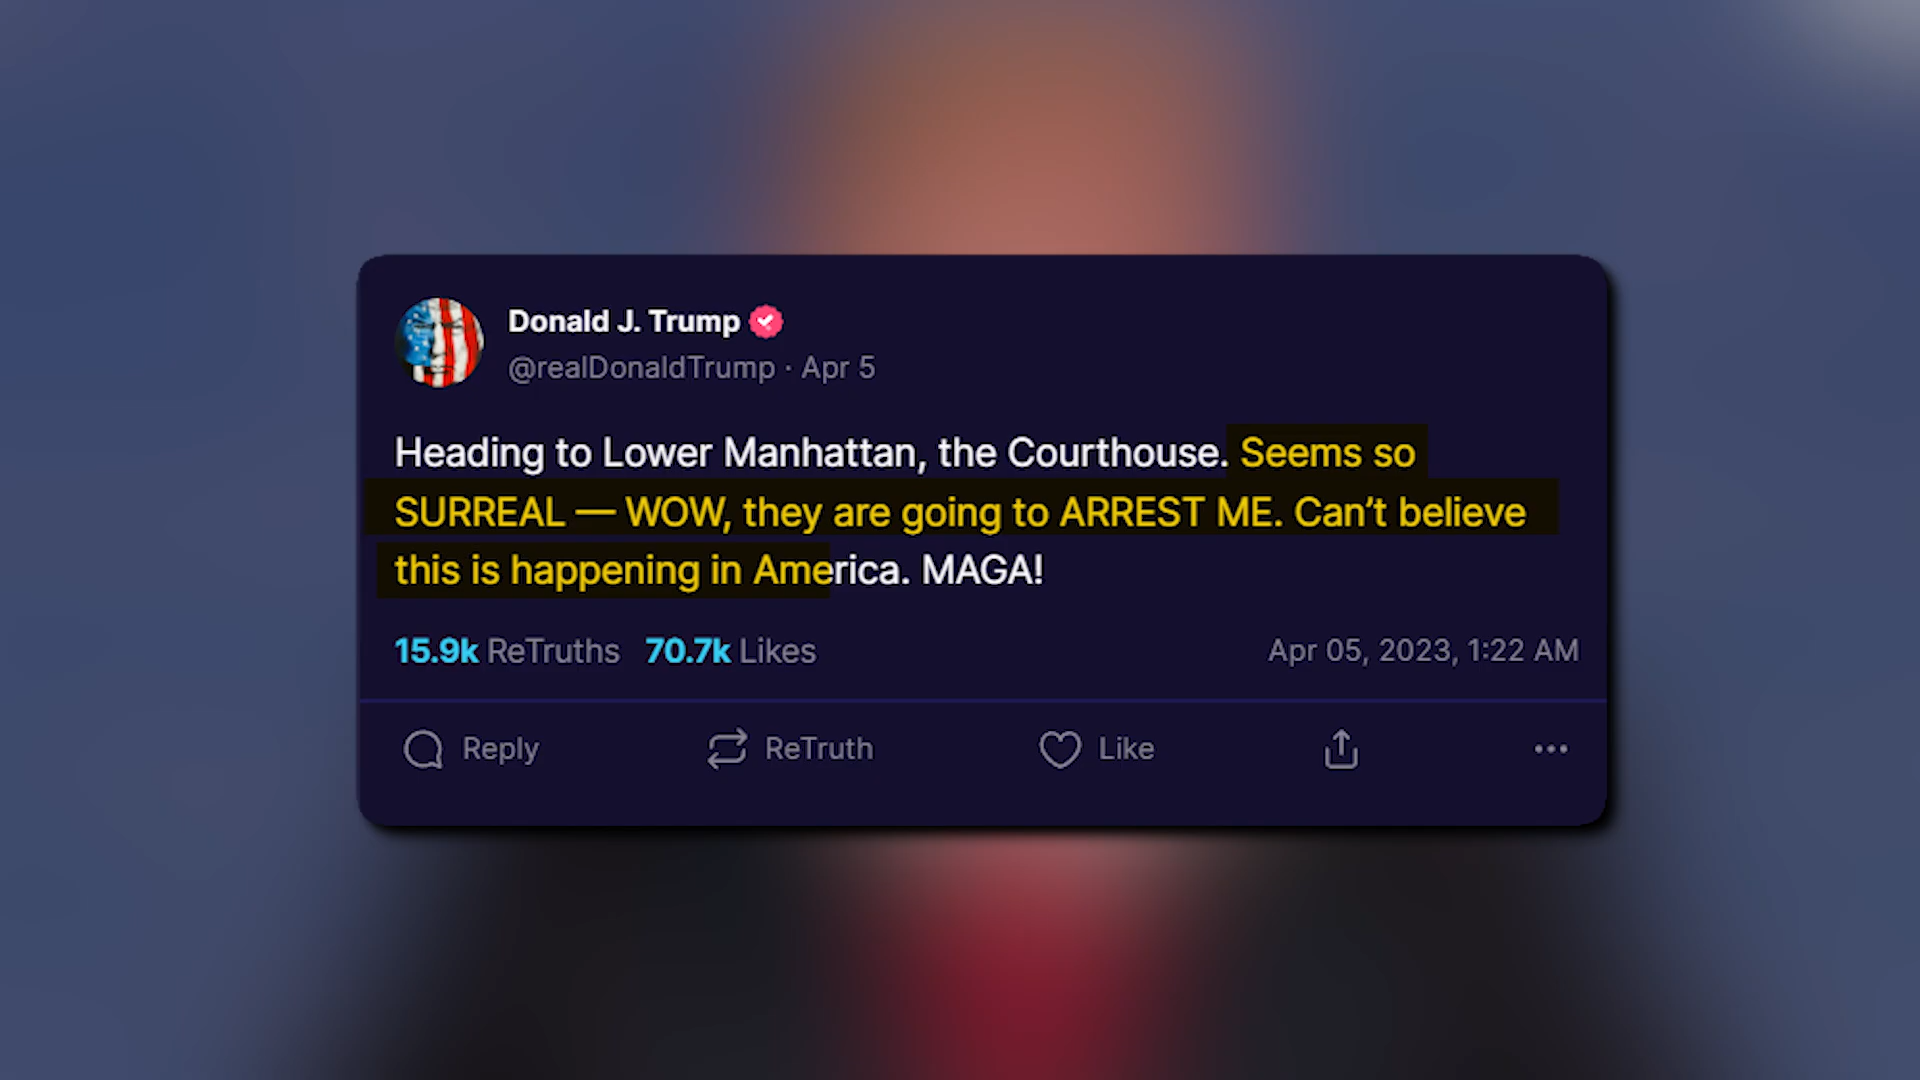 Donald J. Trump
@realDonaldTrump · Apr 5
Heading to Lower Manhattan, the Courthouse. Seems so
SURREAL — WOW, they are going to ARREST ME. Can’t believe
this is happening in America. MAGA!
15.9k ReTruths 70.7k Likes Apr 05, 2023, 1:22 AM
Reply ReTruth Like